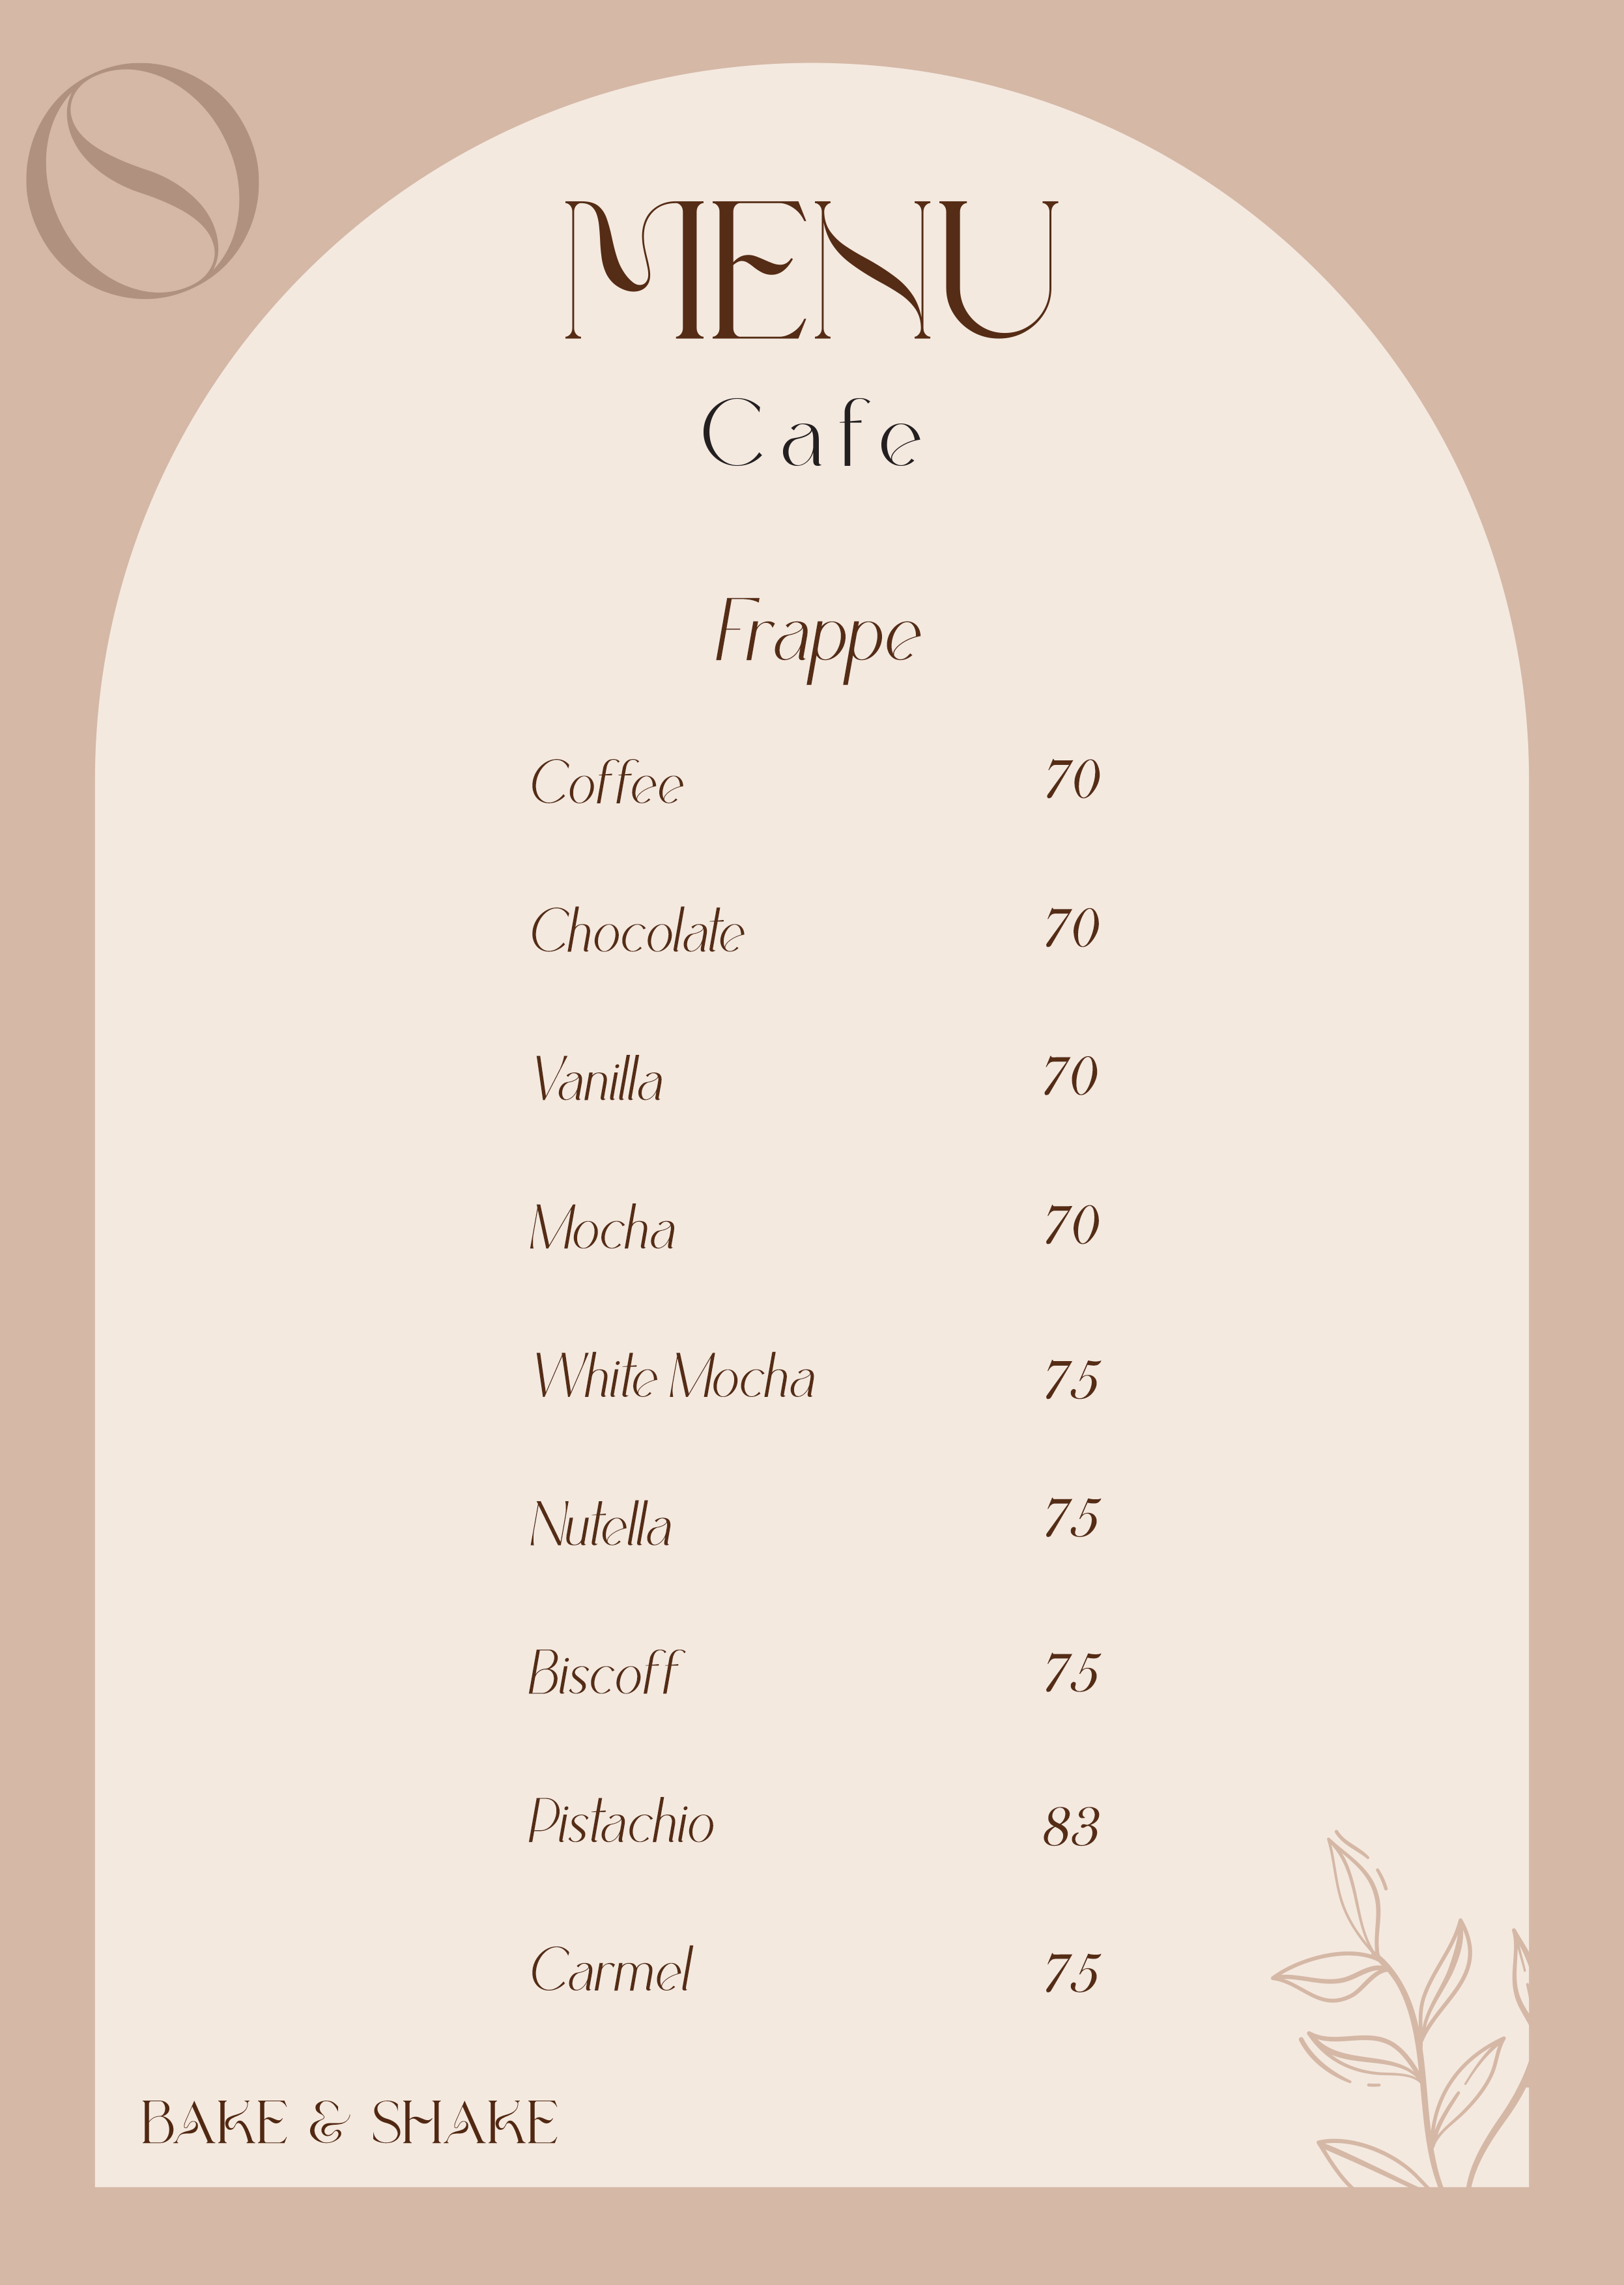 MENU
Cafe
Frappe
Coffee 70
Chocolate 70
Vanilla 70
Mocha 70
White Mocha 75
Nutella 75
Biscoff 75
Pistachio 83
Carmel 75
BAKE & SHAKE